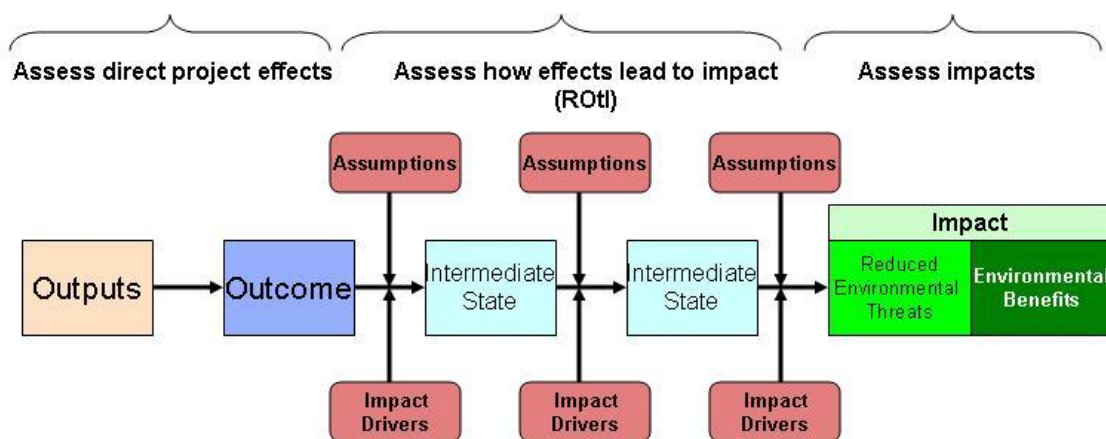 Assess direct project effects
Assess how effects lead to impact
(ROtI)
Assess impacts
Assumptions
Assumptions
Assumptions
Outputs
Outcome
Intermediate
State
Intermediate
State
Impact
Reduced
Environmental
Threats
Environmental
Benefits
Impact
Drivers
Impact
Drivers
Impact
Drivers